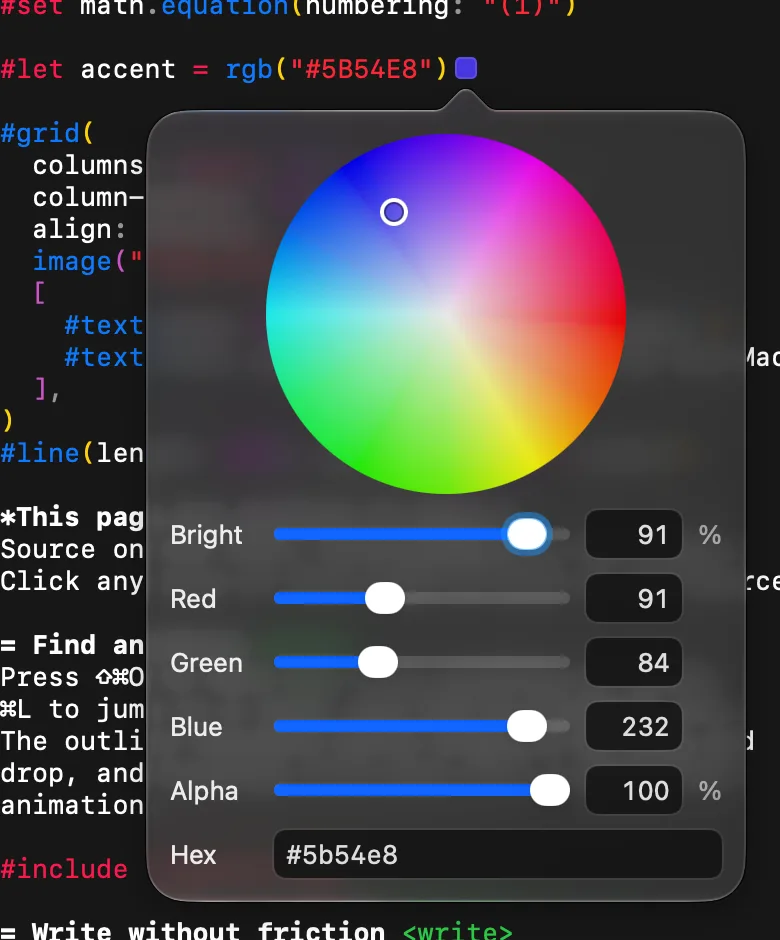 #set math.equation(numbering: "(1)")
#let accent = rgb("#5B54E8")
#grid(
columns
column-
align:
image("
[
#text
#text
],
)
#line(len
*This pag
Source on
Click any
Bright 91 %
Red 91
= Find an
Green 84
Press ⇧⌘O
⌘L to jum
Blue 232
The outli
drop, and
Alpha 100 %
animation
Hex #5b54e8
#include
= Write without friction <write>